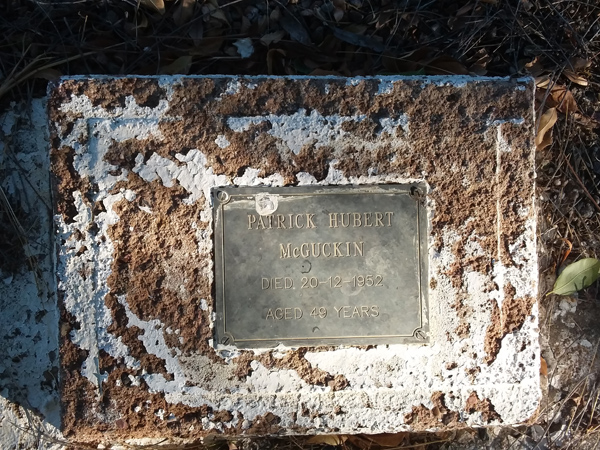 PATRICK HUBERT
McGUCKIN
DIED 20-12-1952
AGED 49 YEARS